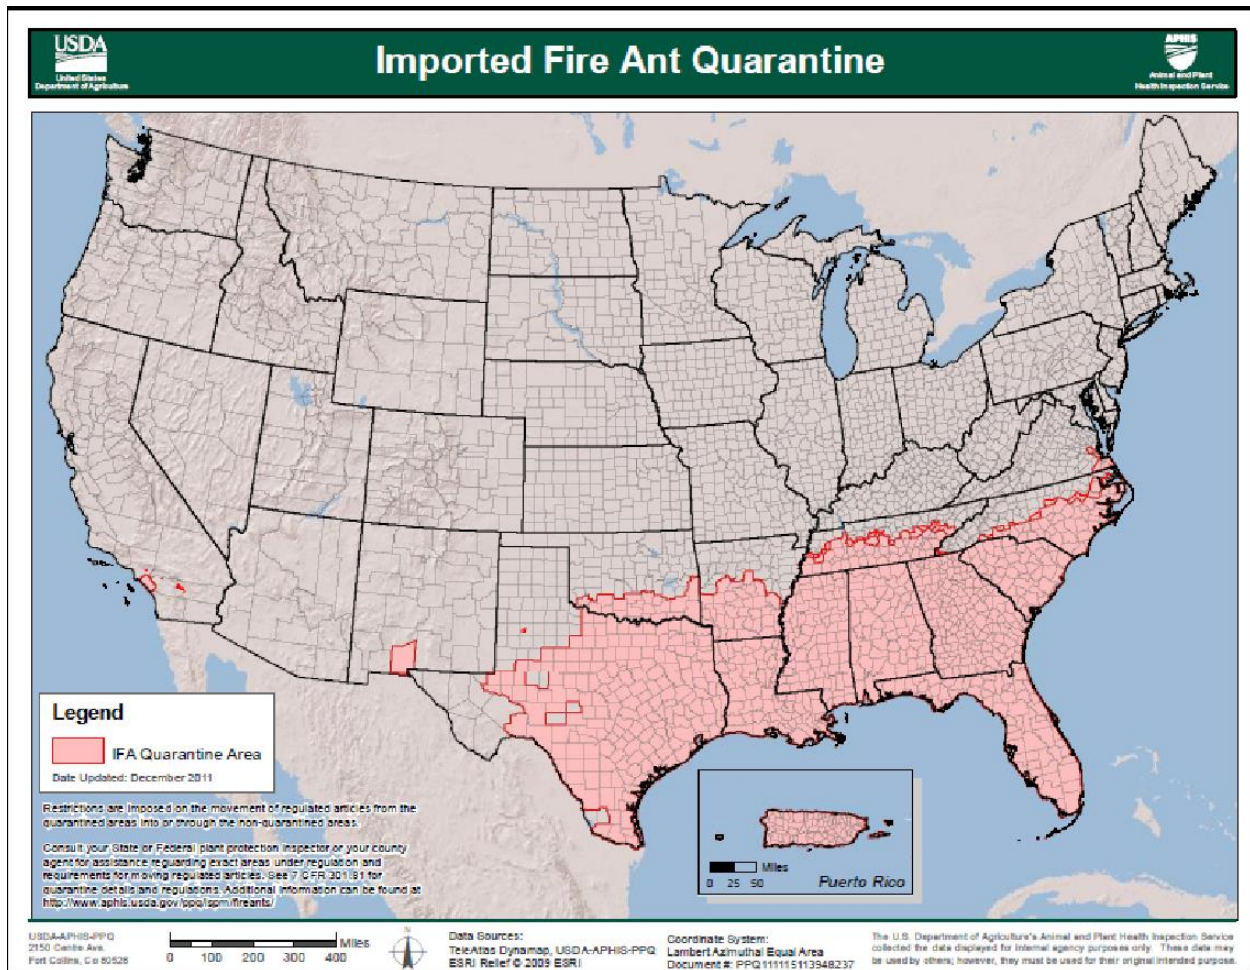 USDA
United States
Department of Agriculture
Imported Fire Ant Quarantine
APHIS
Animal and Plant
Health Inspection Service
Legend
IFA Quarantine Area
Date Updated: December 2011
Restrictions are imposed on the movement of regulated articles from the
quarantined areas into or through the non-quarantined areas.
Consult your State or Federal plant protection inspector or your county
agent for assistance reguarding exact areas under regulation and
requirements for moving regulated articles. See 7 CFR 301.81 for
quarantine details and regulations. Additional information can be found at
http://www.aphis.usda.gov/ppq/ispm/fireants/
Miles
0 25 50
Puerto Rico
USDA-APHIS-PPQ
2150 Centre Ave.
Fort Collins, Co 80526
Miles
0 100 200 300 400
N
Data Sources:
TeleAtlas Dynamap, USDA-APHIS-PPQ
ESRI Relief © 2009 ESRI
Coordinate System:
Lambert Azimuthal Equal Area
Document #: PPQ111115113948237
The U.S. Department of Agriculture's Animal and Plant Health Inspection Service
collected the data displayed for internal agency purposes only. These data may
be used by others; however, they must be used for their original intended purpose.